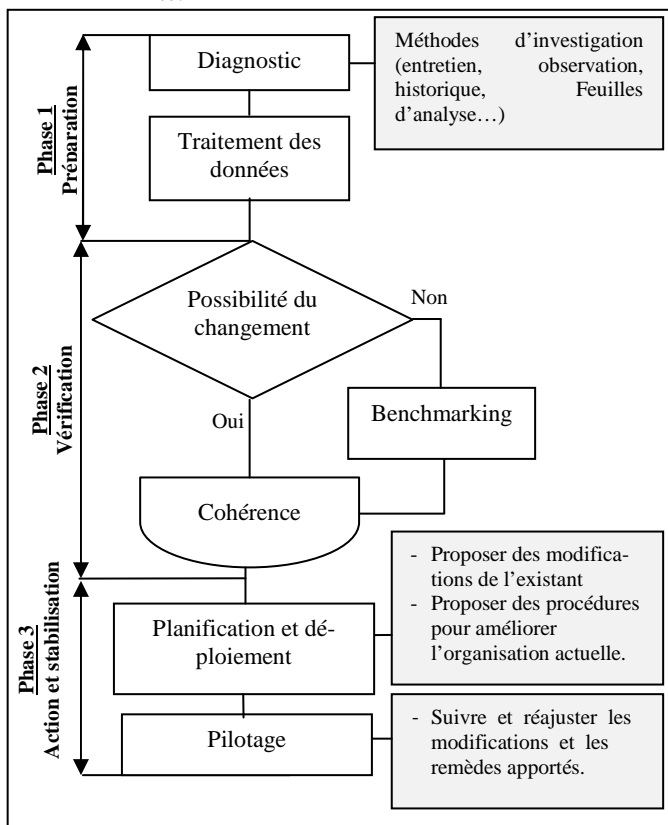 Phase 1
Préparation
Diagnostic
Méthodes d’investigation
(entretien, observation,
historique, Feuilles
d’analyse…)
Traitement des
données
Phase 2
Vérification
Possibilité du
changement
Non
Oui
Benchmarking
Cohérence
Phase 3
Action et stabilisation
Planification et dé-
ploiement
- Proposer des modifica-
tions de l’existant
- Proposer des procédures
pour améliorer
l’organisation actuelle.
Pilotage
- Suivre et réajuster les
modifications et les
remèdes apportés.